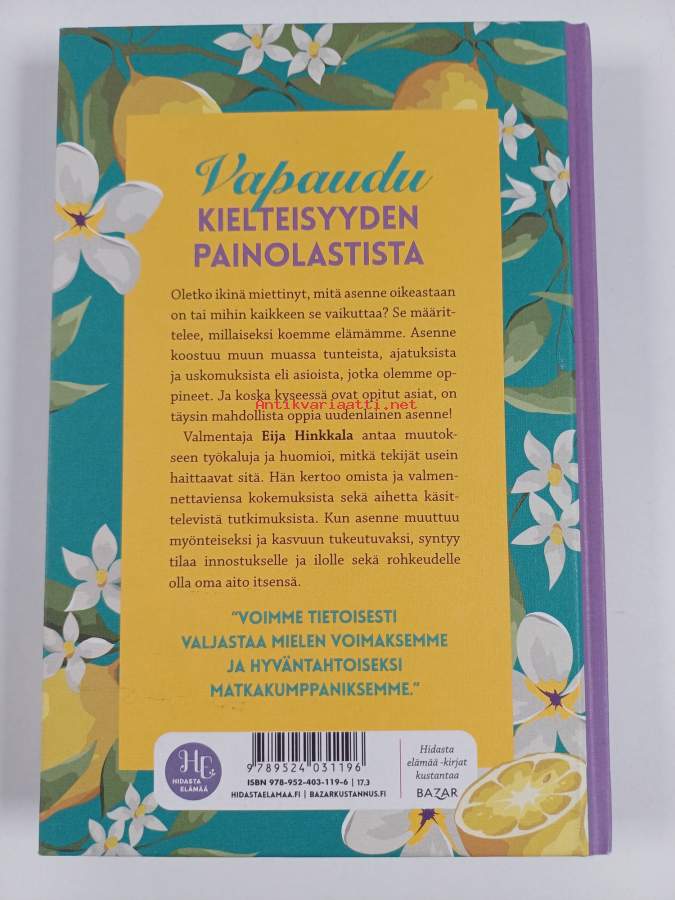 Vapaudu
KIELTEISYYDEN
PAINOLASTISTA
Oletko ikinä miettinyt, mitä asenne oikeastaan
on tai mihin kaikkeen se vaikuttaa? Se määrit-
telee, millaiseksi koemme elämämme. Asenne
koostuu muun muassa tunteista, ajatuksista
ja uskomuksista eli asioista, jotka olemme op-
pineet. Ja koska kyseessä ovat opitut asiat, on
Antikvariaatti.net
täysin mahdollista oppia uudenlainen asenne!
Valmentaja Eija Hinkkala antaa muutok-
seen työkaluja ja huomioi, mitkä tekijät usein
haittaavat sitä. Hän kertoo omista ja valmen-
nettaviensa kokemuksista sekä aihetta käsit-
televistä tutkimuksista. Kun asenne muuttuu
myönteiseksi ja kasvuun tukeutuvaksi, syntyy
tilaa innostukselle ja ilolle sekä rohkeudelle
olla oma aito itsensä.
”VOIMME TIETOISESTI
VALJASTAA MIELEN VOIMAKSEMME
JA HYVÄNTAHTOISEKSI
MATKAKUMPPANIKSEMME.”
HE
HIDASTA
ELÄMÄÄ
9 789524 031196
ISBN 978-952-403-119-6 | 17.3
HIDASTAELAMAA.FI | BAZARKUSTANNUS.FI
Hidasta
elämää -kirjat
kustantaa
BAZAR